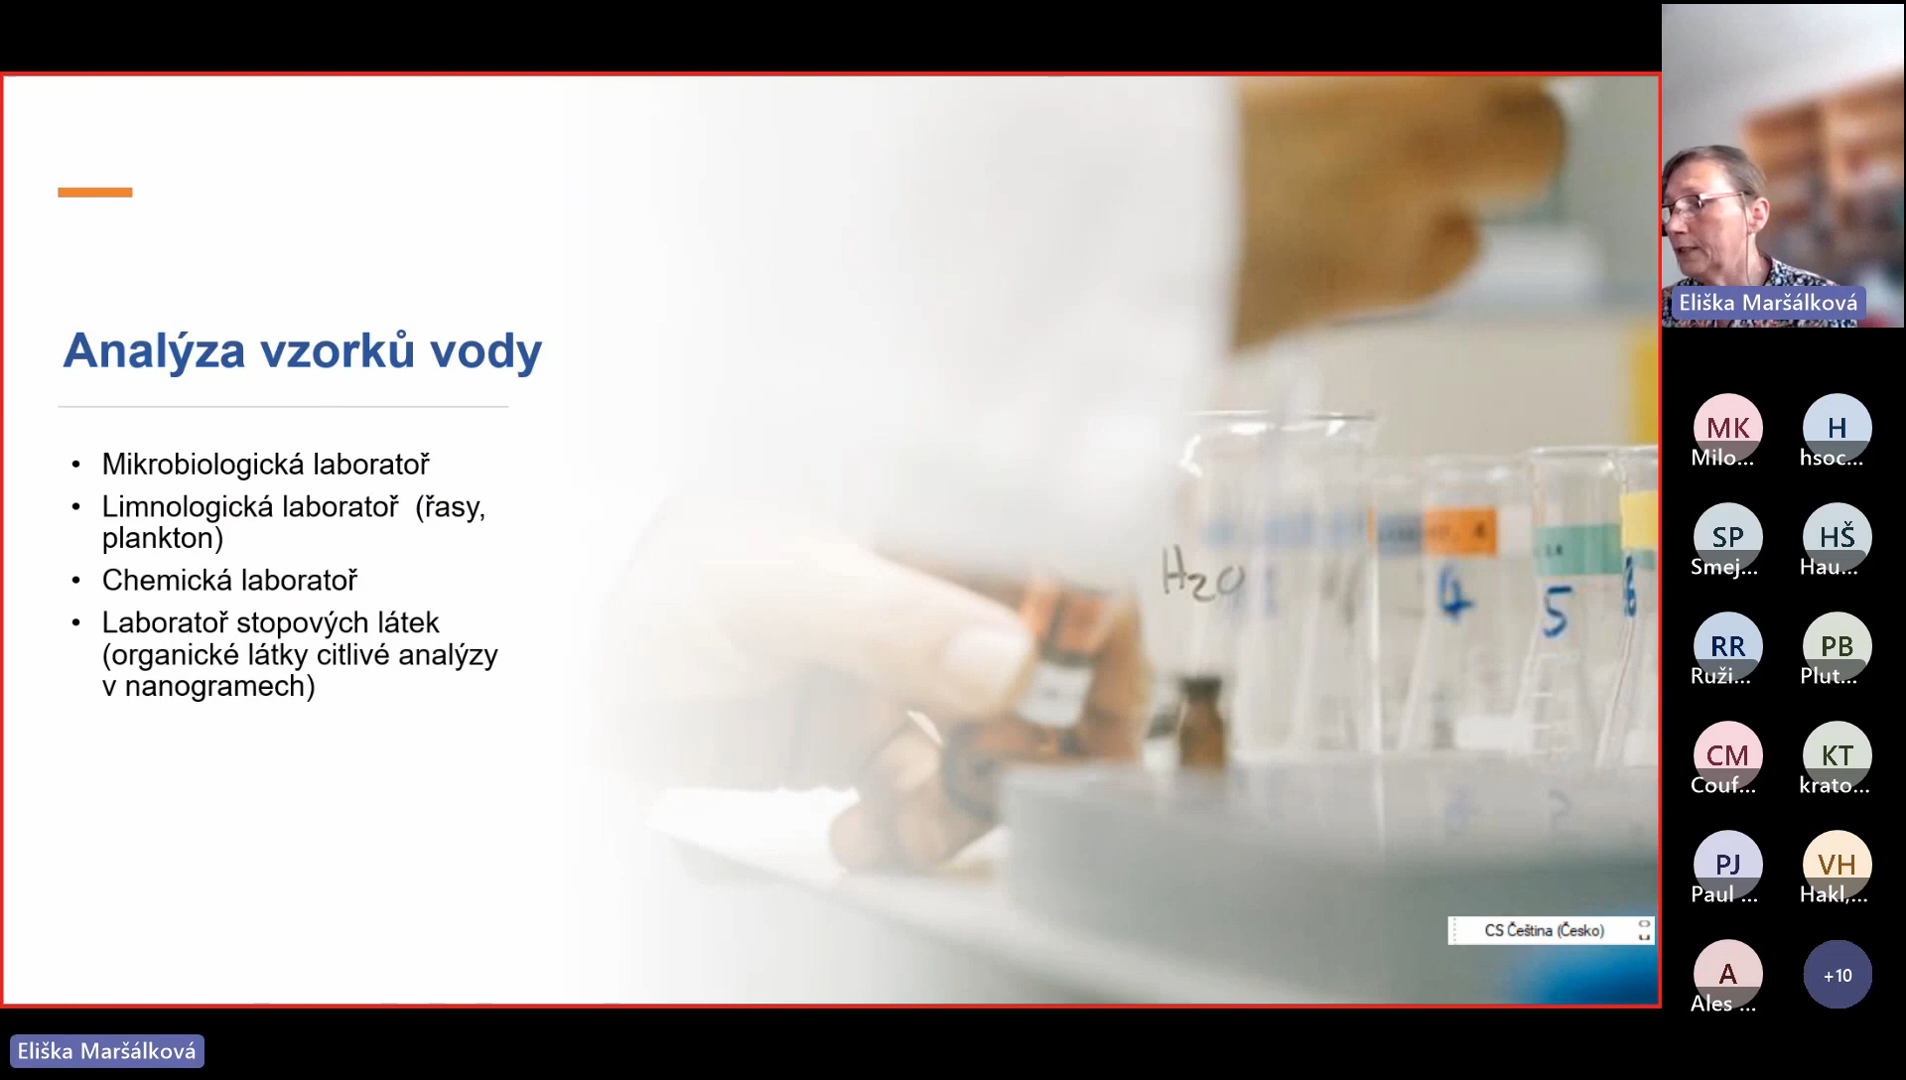 Analýza vzorků vody
• Mikrobiologická laboratoř
• Limnologická laboratoř (řasy,
plankton)
• Chemická laboratoř
• Laboratoř stopových látek
(organické látky citlivé analýzy
v nanogramech)
H2O
4
5
6
CS Čeština (Česko)
Eliška Maršálková
Eliška Maršálková
MK
Milo...
H
hsoc...
SP
Smej...
HŠ
Hau...
RR
Ruži...
PB
Plut...
CM
Couf...
KT
krato...
PJ
Paul ...
VH
Hakl,...
A
Ales ...
+10